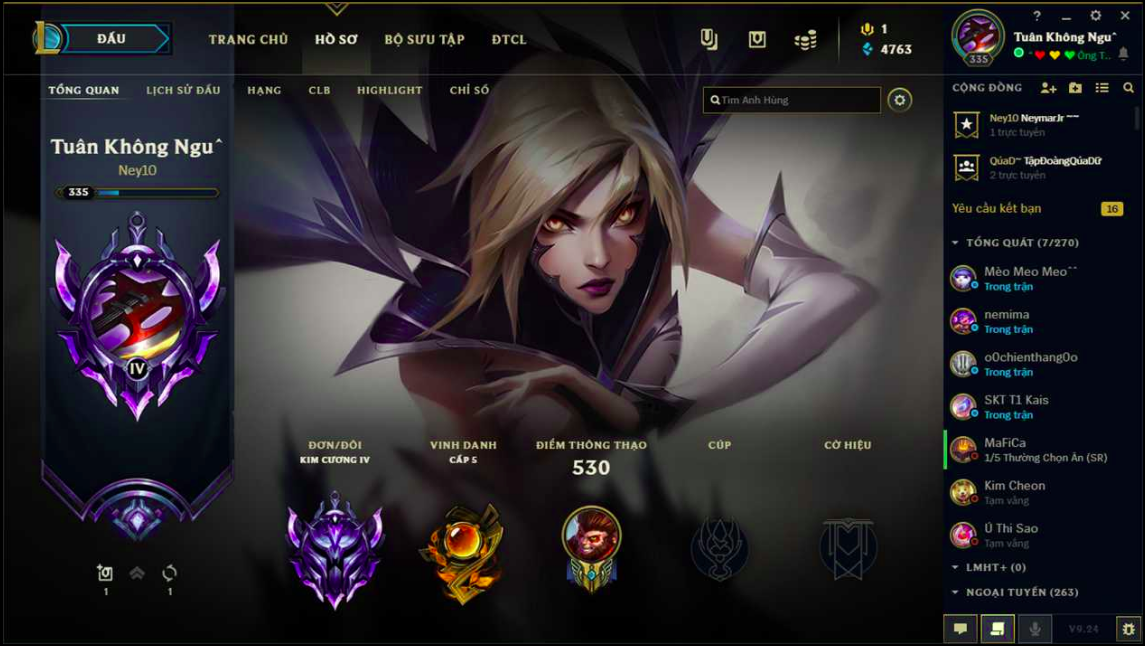 ĐẤU
TRANG CHỦ
HỒ SƠ
BỘ SƯU TẬP
ĐTCL
1
4763
?
335
Tuân Không Ngu^
Ông T..
TỔNG QUAN
LỊCH SỬ ĐẤU
HẠNG
CLB
HIGHLIGHT
CHỈ SỐ
Tìm Anh Hùng
Tuân Không Ngu^
Ney10
335
IV
1
1
ĐƠN/ĐÔI
KIM CƯƠNG IV
VINH DANH
CẤP 5
ĐIỂM THÔNG THẠO
530
CÚP
CỜ HIỆU
CỘNG ĐỒNG
Ney10 NeymarJr ~~
1 trực tuyến
QúaD~ TậpĐoàngQúaDữ
2 trực tuyến
Yêu cầu kết bạn
16
TỔNG QUÁT (7/270)
Mèo Meo Meo^^
Trong trận
nemima
Trong trận
o0chienthang0o
Trong trận
SKT T1 Kais
Trong trận
MaFiCa
1/5 Thường Chọn Ẩn (SR)
Kim Cheon
Tạm vắng
Ủ Thi Sao
Tạm vắng
LMHT+ (0)
NGOẠI TUYẾN (263)
V9.24